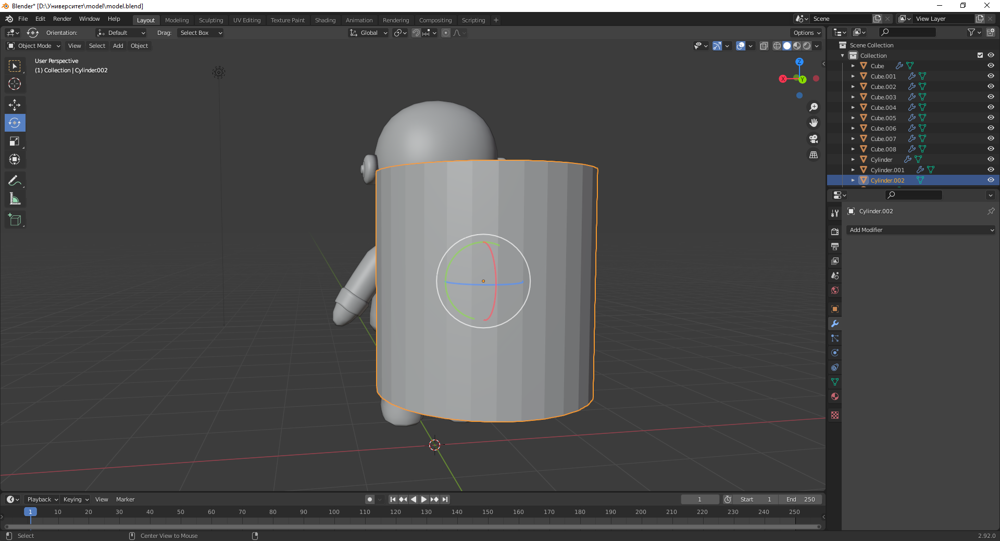 Blender* [D:\Университет\model\model.blend]
File Edit Render Window Help Layout Modeling Sculpting UV Editing Texture Paint Shading Animation Rendering Compositing Scripting Scene View Layer
Orientation: Default Drag: Select Box Global Options
Object Mode View Select Add Object
User Perspective
(1) Collection | Cylinder.002
Z
X
Y
Scene Collection
Collection
Cube
Cube.001
Cube.002
Cube.003
Cube.004
Cube.005
Cube.006
Cube.007
Cube.008
Cylinder
Cylinder.001
Cylinder.002
Cylinder.002
Add Modifier
Playback Keying View Marker 1 Start 1 End 250
1 10 20 30 40 50 60 70 80 90 100 110 120 130 140 150 160 170 180 190 200 210 220 230 240 250
Select Center View to Mouse 2.92.0